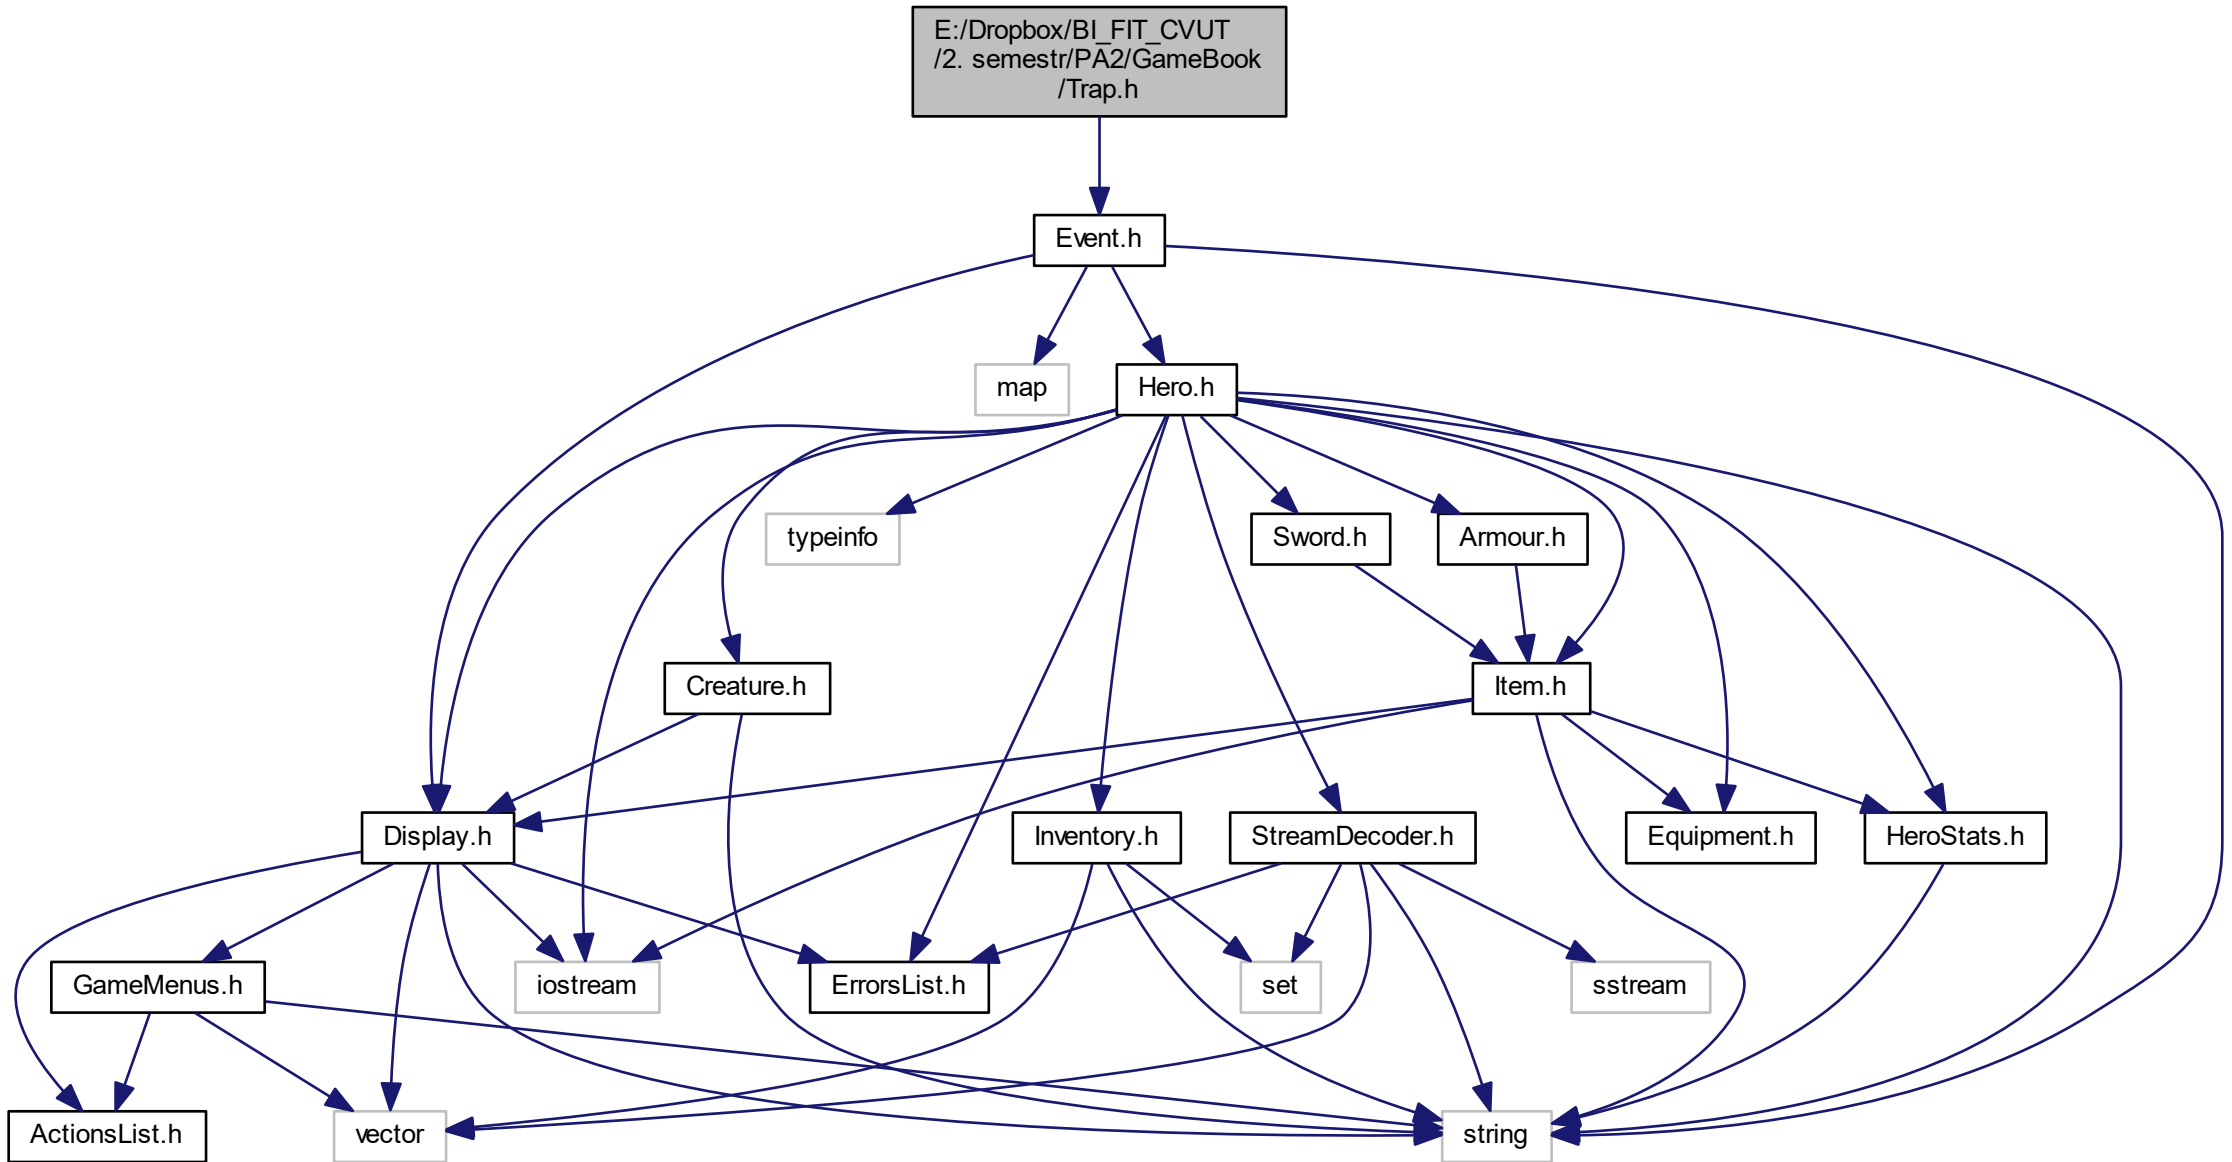 E:/Dropbox/BI_FIT_CVUT
/2. semestr/PA2/GameBook
/Trap.h
Event.h
map
Hero.h
typeinfo
Sword.h
Armour.h
Creature.h
Item.h
Display.h
Inventory.h
StreamDecoder.h
Equipment.h
HeroStats.h
GameMenus.h
iostream
ErrorsList.h
set
sstream
ActionsList.h
vector
string